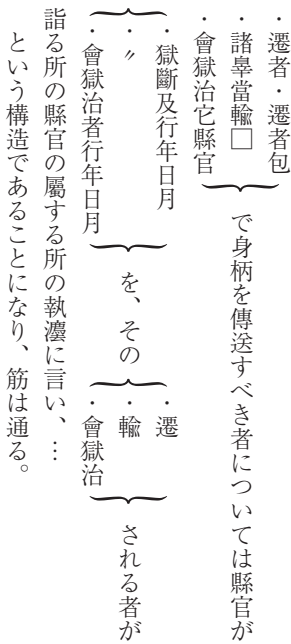 ・遷者・遷者包
・諸辠當輸□
・會獄治它縣官
で身柄を傳送すべき者については縣官が
・獄斷及行年日月
・〃
・會獄治者行年日月
を、その
・遷
・輸
・會獄治
される者が
詣る所の縣官の屬する所の執灋に言い、…
という構造であることになり、筋は通る。